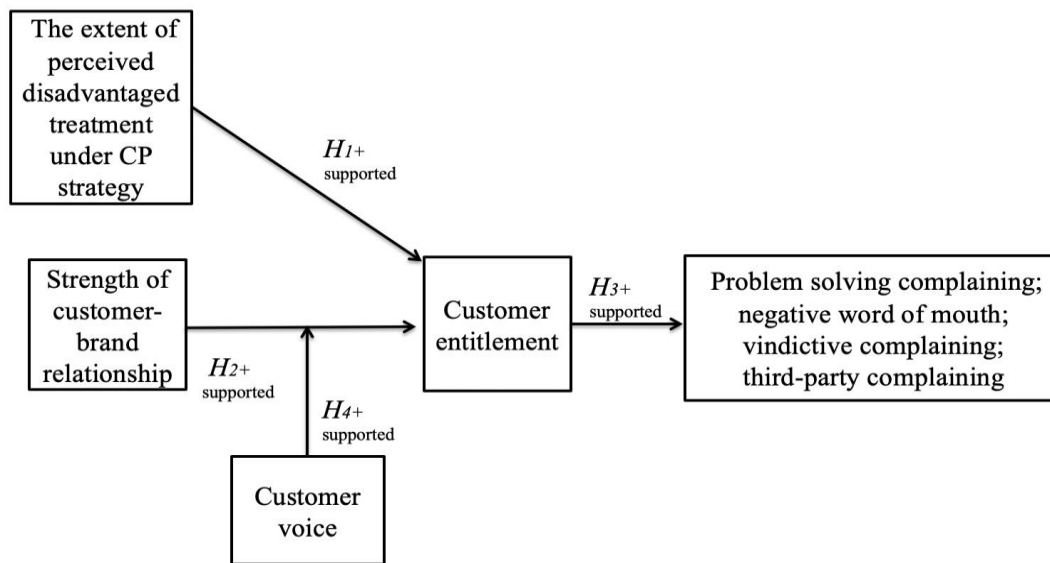 The extent of
perceived
disadvantaged
treatment
under CP
strategy
H1+
supported
Strength of
customer-
brand
relationship
H2+
supported
H4+
supported
Customer
voice
Customer
entitlement
H3+
supported
Problem solving complaining;
negative word of mouth;
vindictive complaining;
third-party complaining